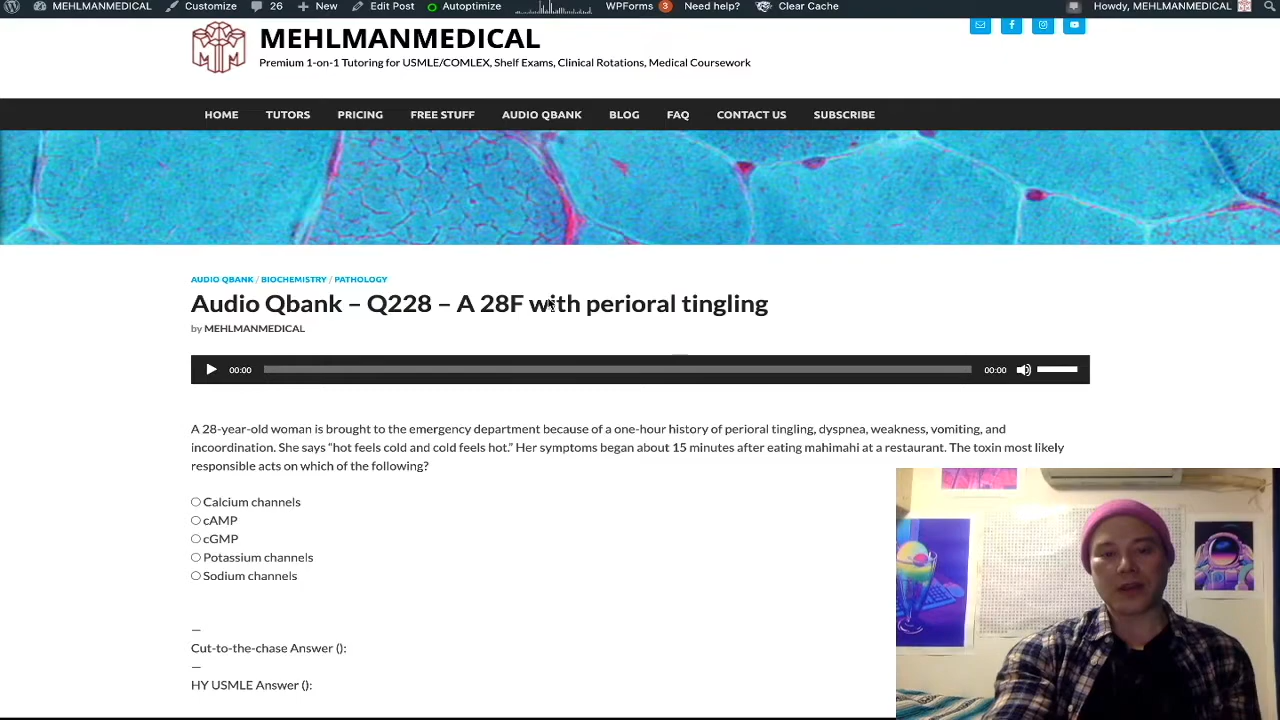 MEHLMANMEDICAL Customize 26 New Edit Post Autoptimize WPForms 3 Need help? Clear Cache Howdy, MEHLMANMEDICAL
MEHLMANMEDICAL
Premium 1-on-1 Tutoring for USMLE/COMLEX, Shelf Exams, Clinical Rotations, Medical Coursework
HOME TUTORS PRICING FREE STUFF AUDIO QBANK BLOG FAQ CONTACT US SUBSCRIBE
AUDIO QBANK / BIOCHEMISTRY / PATHOLOGY
Audio Qbank – Q228 – A 28F with perioral tingling
by MEHLMANMEDICAL
00:00 00:00
A 28-year-old woman is brought to the emergency department because of a one-hour history of perioral tingling, dyspnea, weakness, vomiting, and
incoordination. She says “hot feels cold and cold feels hot.” Her symptoms began about 15 minutes after eating mahimahi at a restaurant. The toxin most likely
responsible acts on which of the following?
Calcium channels
cAMP
cGMP
Potassium channels
Sodium channels
—
Cut-to-the-chase Answer ():
—
HY USMLE Answer ():